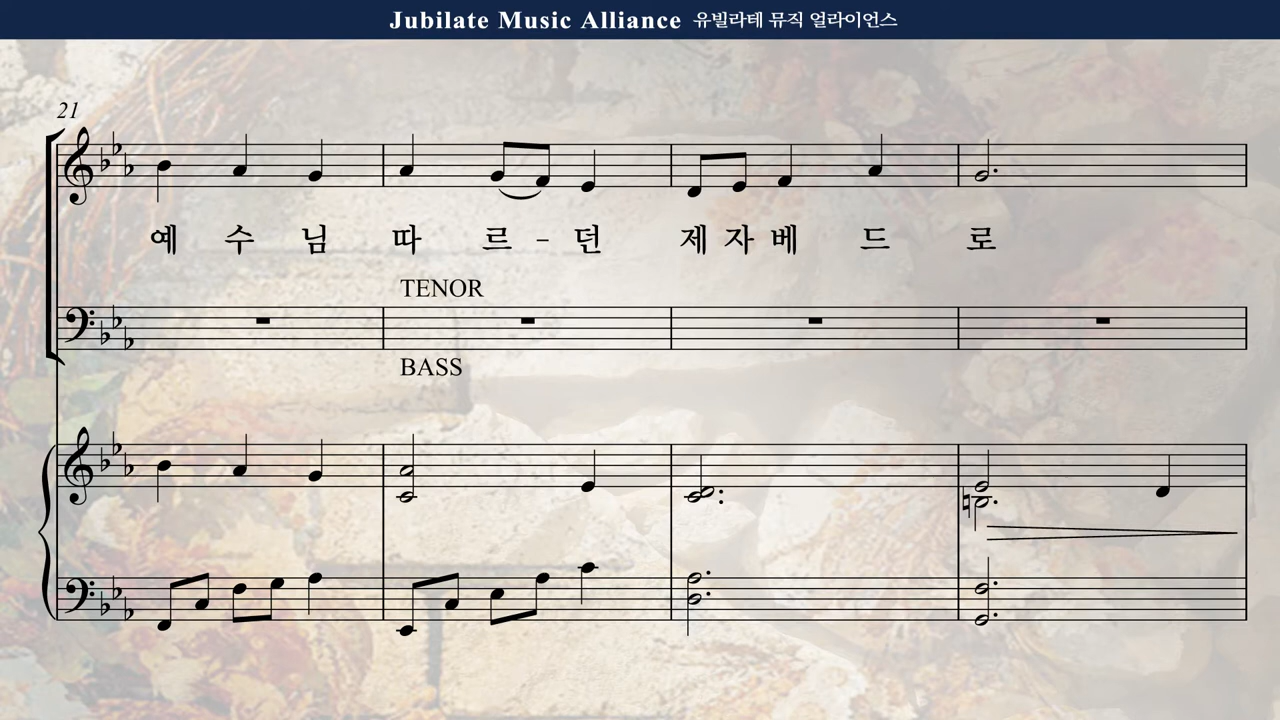 Jubilate Music Alliance 유빌라테 뮤직 얼라이언스
21
예 수 님 따 르 - 던 제 자 베 드 로
TENOR
BASS